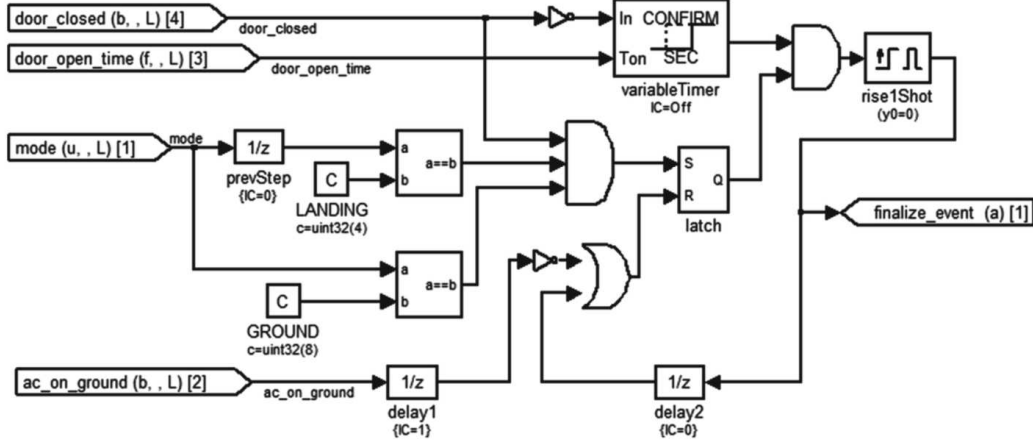 door_closed (b, , L) [4]
door_closed
door_open_time (f, , L) [3]
door_open_time
In CONFIRM
Ton SEC
variableTimer
IC=Off
rise1Shot
(y0=0)
mode (u, , L) [1]
mode
1/z
prevStep
{IC=0}
C
LANDING
c=uint32(4)
a
b
a==b
S
R
Q
latch
finalize_event (a) [1]
C
GROUND
c=uint32(8)
a
b
a==b
ac_on_ground (b, , L) [2]
ac_on_ground
1/z
delay1
{IC=1}
1/z
delay2
{IC=0}